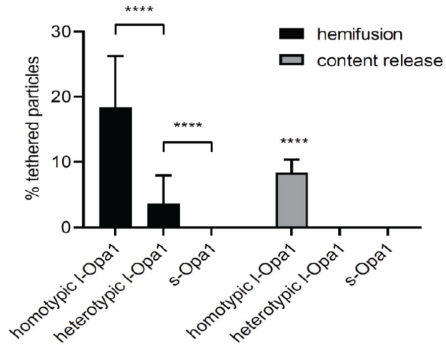 ****
****
****
hemifusion
content release
% tethered particles
30
20
10
0
homotypic l-Opa1
heterotypic l-Opa1
s-Opa1
homotypic l-Opa1
heterotypic l-Opa1
s-Opa1